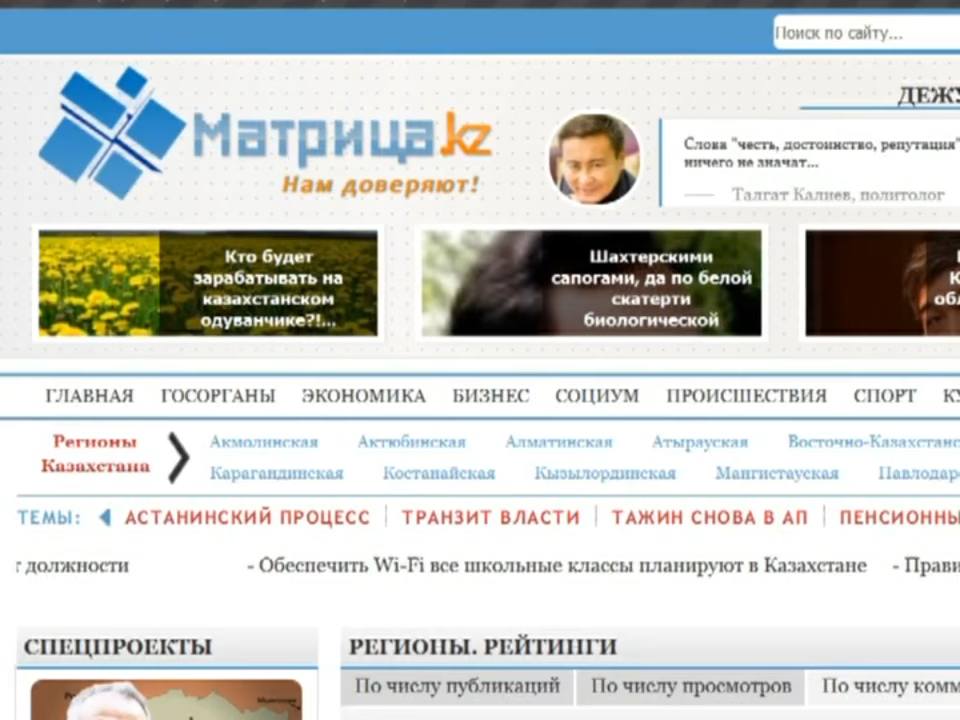 Поиск по сайту...
Матрица.kz
Нам доверяют!
Слова "честь, достоинство, репутация"
ничего не значат...
Талгат Калиев, политолог
Кто будет
зарабатывать на
казахстанском
одуванчике?!...
Шахтерскими
сапогами, да по белой
скатерти
биологической
ГЛАВНАЯ ГОСОРГАНЫ ЭКОНОМИКА БИЗНЕС СОЦИУМ ПРОИСШЕСТВИЯ СПОРТ
Регионы
Казахстана
Акмолинская Актюбинская Алматинская Атырауская
Карагандинская Костанайская Кызылординская Мангистауская
ТЕМЫ: АСТАНИНСКИЙ ПРОЦЕСС ТРАНЗИТ ВЛАСТИ ТАЖИН СНОВА В АП
должности - Обеспечить Wi-Fi все школьные классы планируют в Казахстане
СПЕЦПРОЕКТЫ
РЕГИОНЫ. РЕЙТИНГИ
По числу публикаций По числу просмотров По числу